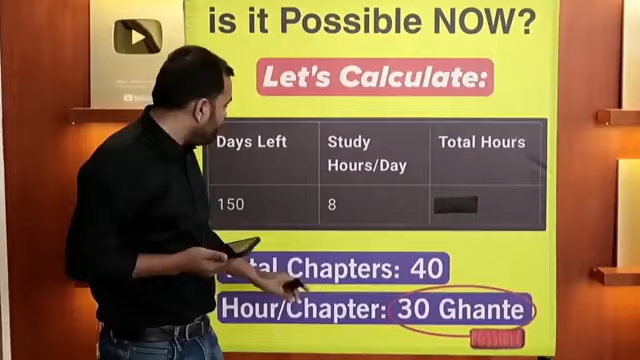 is it Possible NOW?
Let's Calculate:
Days Left
Study Hours/Day
Total Hours
150
8
Total Chapters: 40
Hour/Chapter: 30 Ghante
POSSIBLE